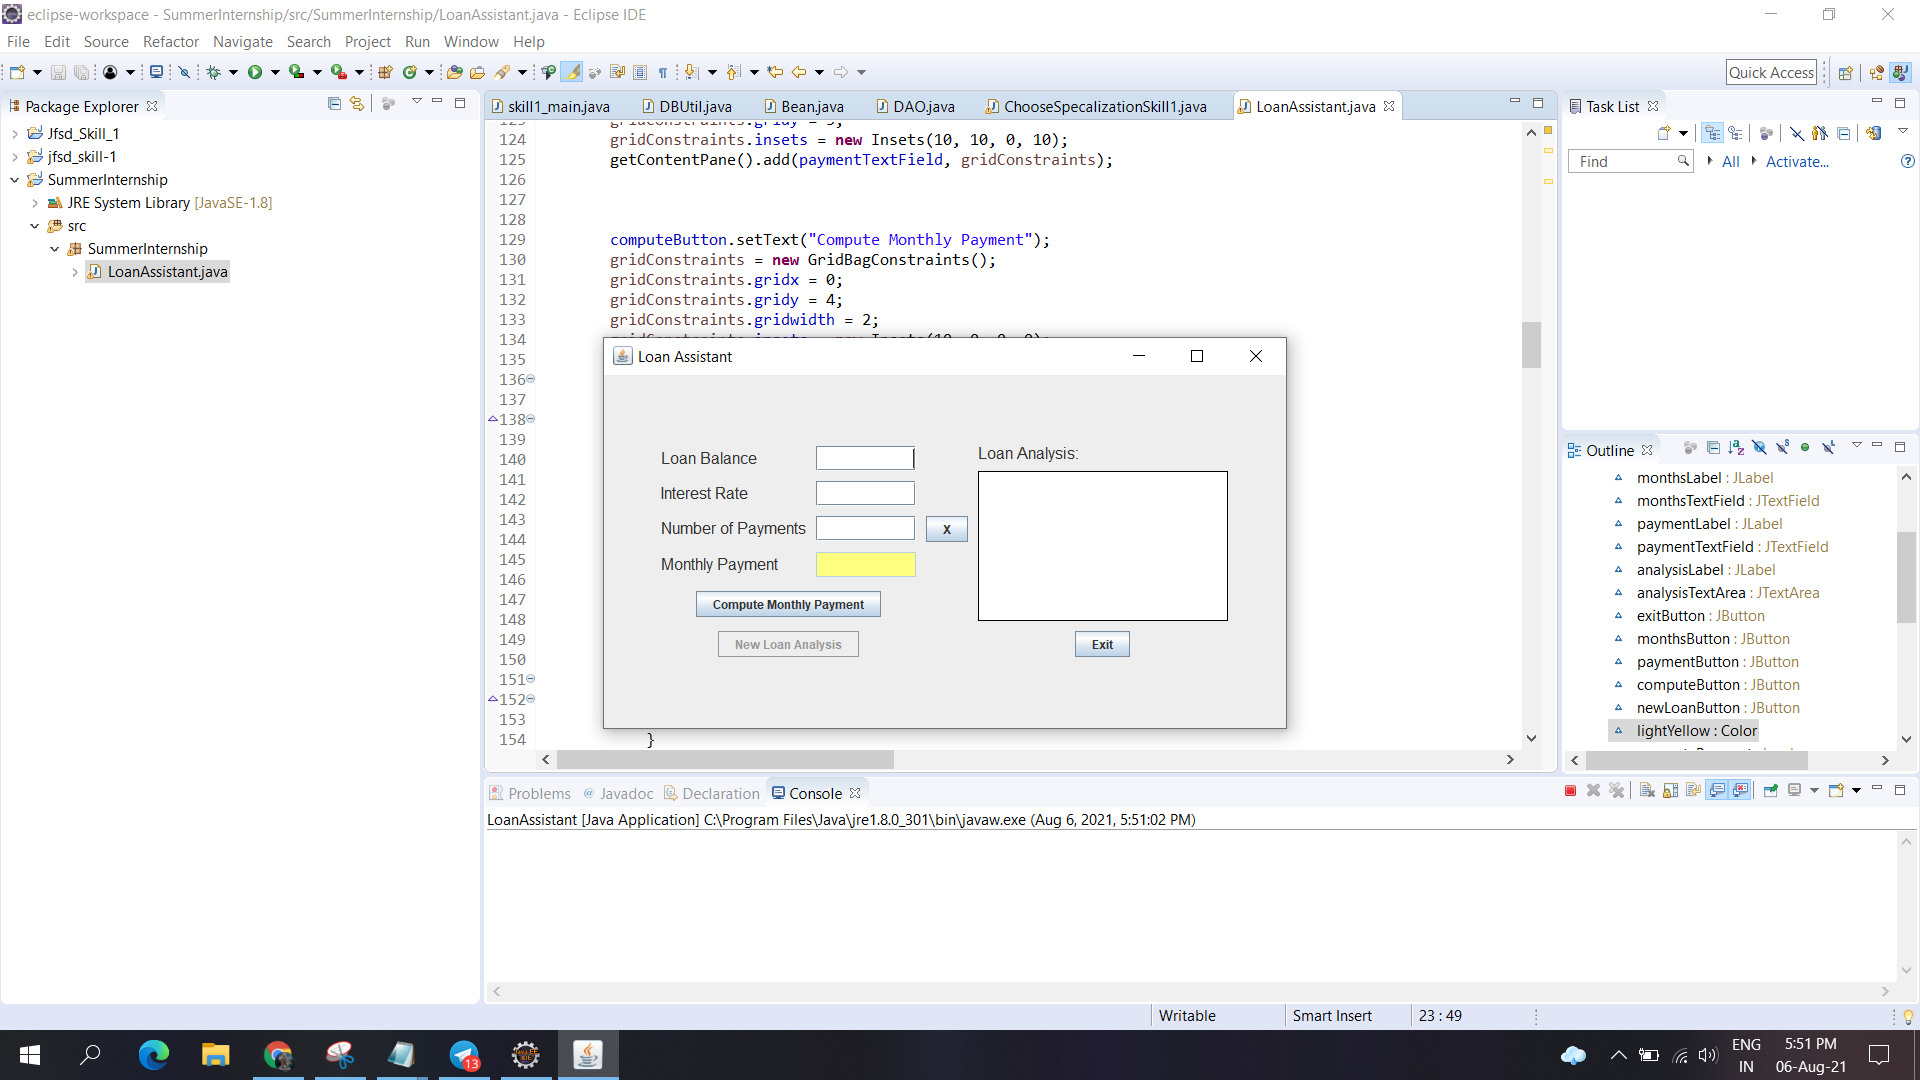 eclipse-workspace - SummerInternship/src/SummerInternship/LoanAssistant.java - Eclipse IDE
File Edit Source Refactor Navigate Search Project Run Window Help
Quick Access
Package Explorer
Jfsd_Skill_1
jfsd_skill-1
SummerInternship
JRE System Library [JavaSE-1.8]
src
SummerInternship
LoanAssistant.java
skill1_main.java DBUtil.java Bean.java DAO.java ChooseSpecalizationSkill1.java LoanAssistant.java
124 gridConstraints.insets = new Insets(10, 10, 0, 10);
125 getContentPane().add(paymentTextField, gridConstraints);
126
127
128
129 computeButton.setText("Compute Monthly Payment");
130 gridConstraints = new GridBagConstraints();
131 gridConstraints.gridx = 0;
132 gridConstraints.gridy = 4;
133 gridConstraints.gridwidth = 2;
134
135
136
137
138
139
140
141
142
143
144
145
146
147
148
149
150
151
152
153
154 }
Loan Assistant
Loan Balance
Interest Rate
Number of Payments X
Monthly Payment
Compute Monthly Payment
New Loan Analysis
Loan Analysis:
Exit
Task List
Find All Activate...
Outline
monthsLabel : JLabel
monthsTextField : JTextField
paymentLabel : JLabel
paymentTextField : JTextField
analysisLabel : JLabel
analysisTextArea : JTextArea
exitButton : JButton
monthsButton : JButton
paymentButton : JButton
computeButton : JButton
newLoanButton : JButton
lightYellow : Color
Problems @ Javadoc Declaration Console
LoanAssistant [Java Application] C:\Program Files\Java\jre1.8.0_301\bin\javaw.exe (Aug 6, 2021, 5:51:02 PM)
Writable Smart Insert 23 : 49
13
ENG
IN
5:51 PM
06-Aug-21